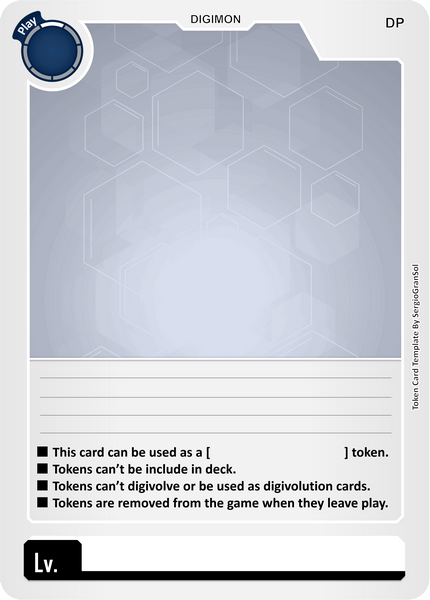 Play
DIGIMON
DP
Token Card Template By SergioGranSol
■ This card can be used as a [ ] token.
■ Tokens can't be include in deck.
■ Tokens can't digivolve or be used as digivolution cards.
■ Tokens are removed from the game when they leave play.
Lv.